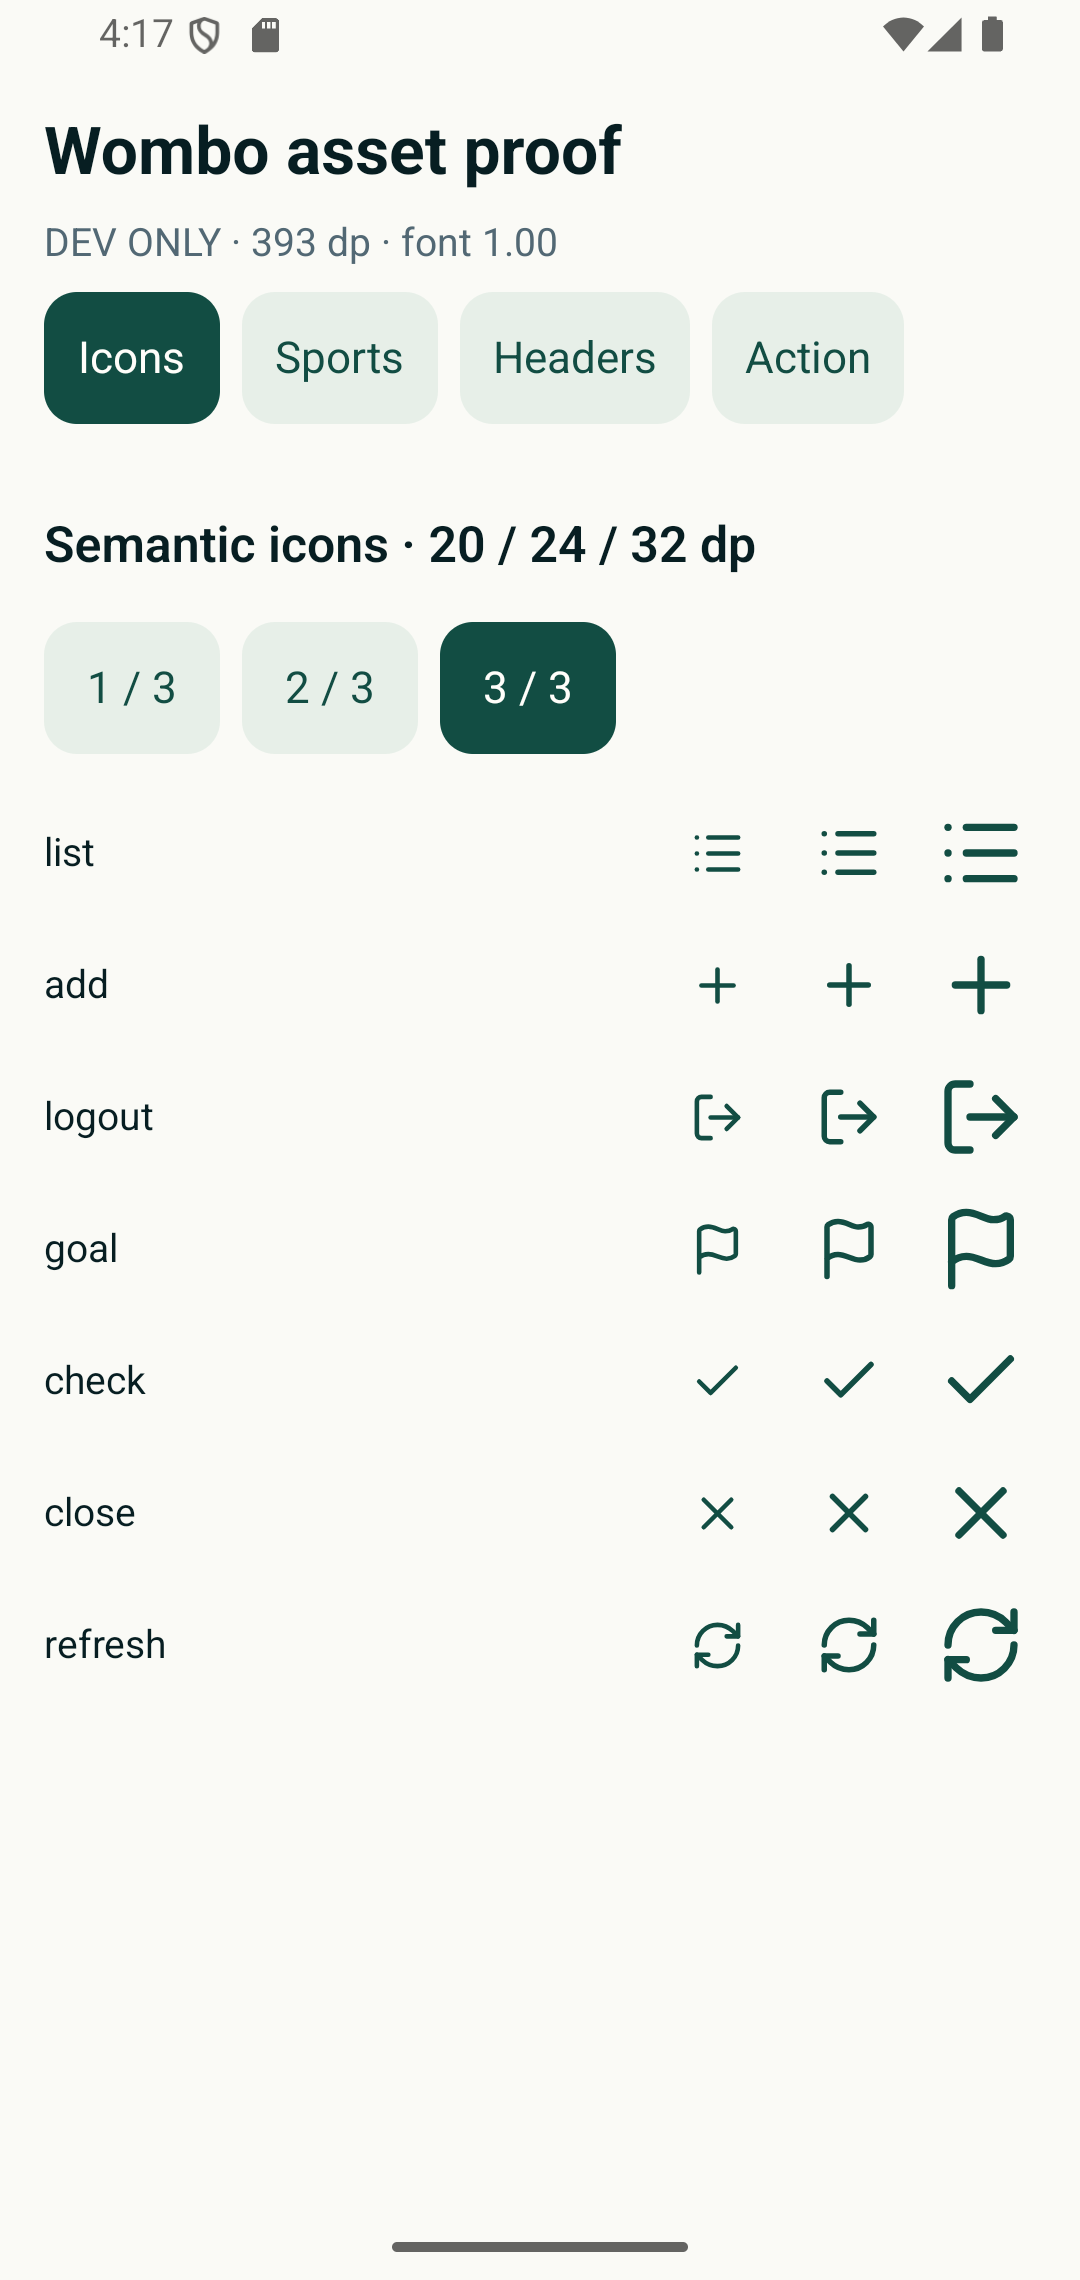 4:17
Wombo asset proof
DEV ONLY · 393 dp · font 1.00
Icons Sports Headers Action
Semantic icons · 20 / 24 / 32 dp
1 / 3 2 / 3 3 / 3
list
add
logout
goal
check
close
refresh